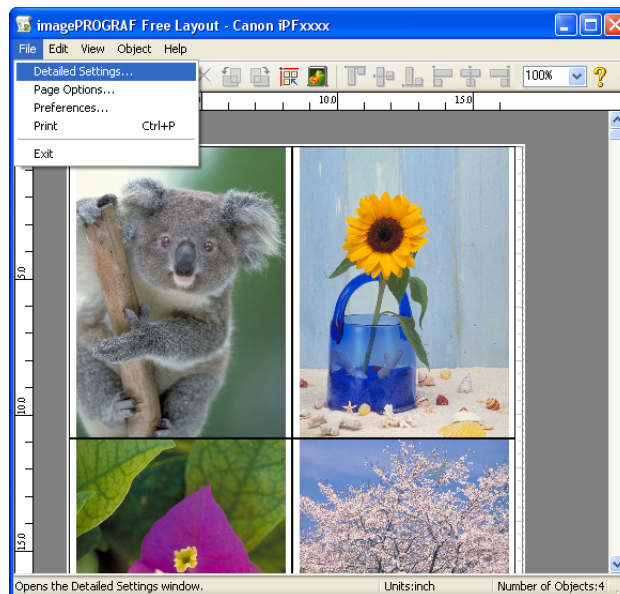 imagePROGRAF Free Layout - Canon iPFxxxx
File Edit View Object Help
Detailed Settings...
Page Options...
Preferences...
Print Ctrl+P
Exit
100%
10.0 15.0
5.0
10.0
15.0
Opens the Detailed Settings window. Units:inch Number of Objects:4